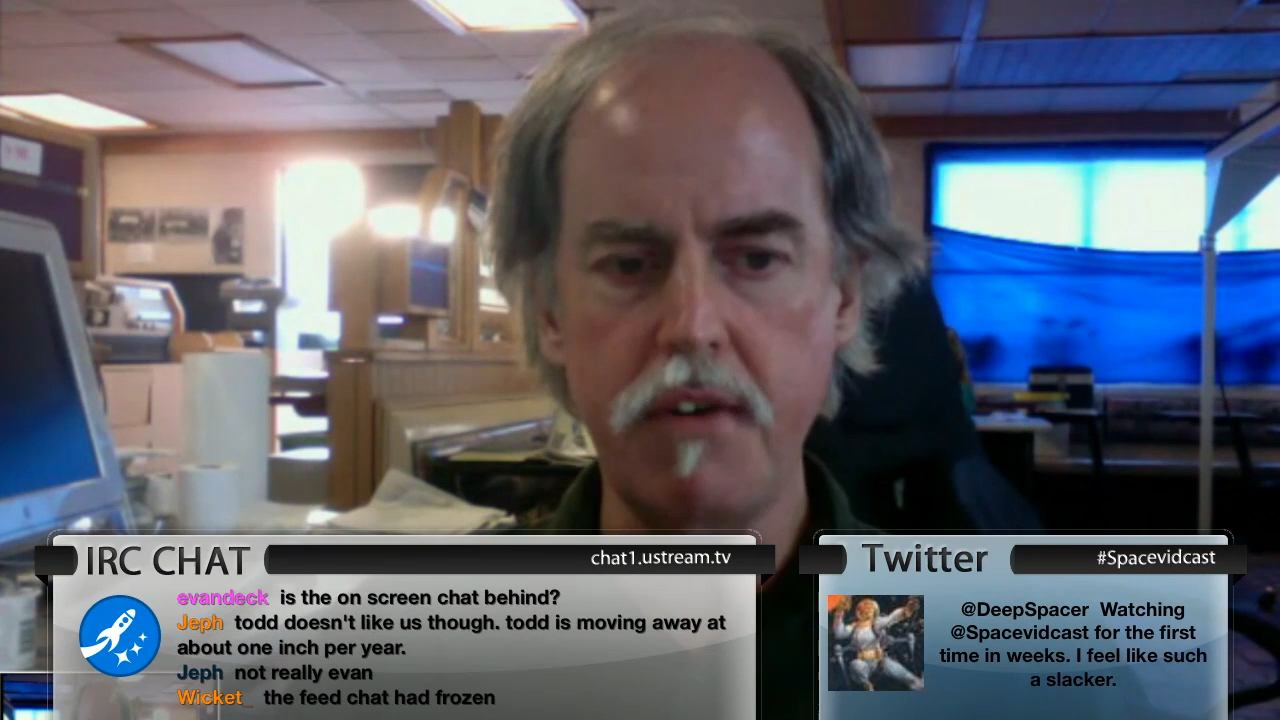 IRC CHAT
chat1.ustream.tv
evandeck is the on screen chat behind?
Jeph todd doesn't like us though. todd is moving away at
about one inch per year.
Jeph not really evan
Wicket_ the feed chat had frozen
Twitter
#Spacevidcast
@DeepSpacer Watching
@Spacevidcast for the first
time in weeks. I feel like such
a slacker.